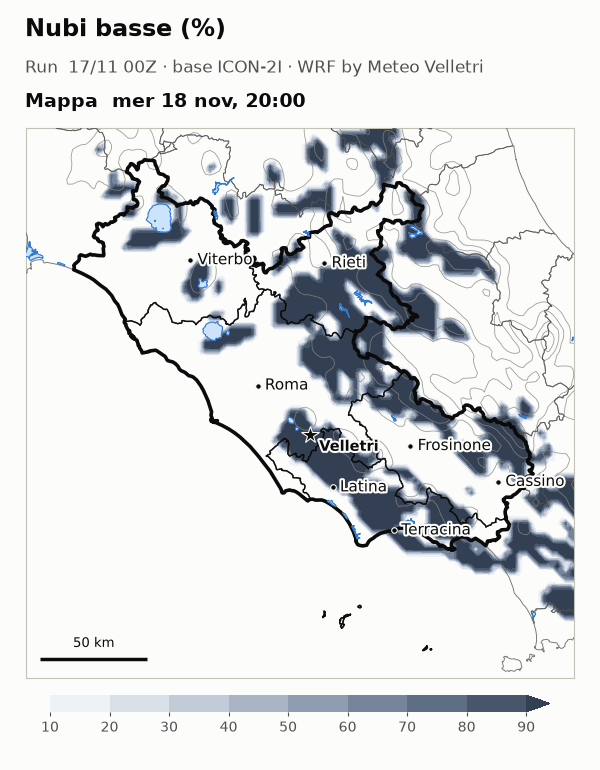 Nubi basse (%)
Run 17/11 00Z · base ICON-2I · WRF by Meteo Velletri
Mappa mer 18 nov, 20:00
Viterbo
Rieti
Roma
Velletri
Frosinone
Cassino
Latina
Terracina
50 km
10 20 30 40 50 60 70 80 90